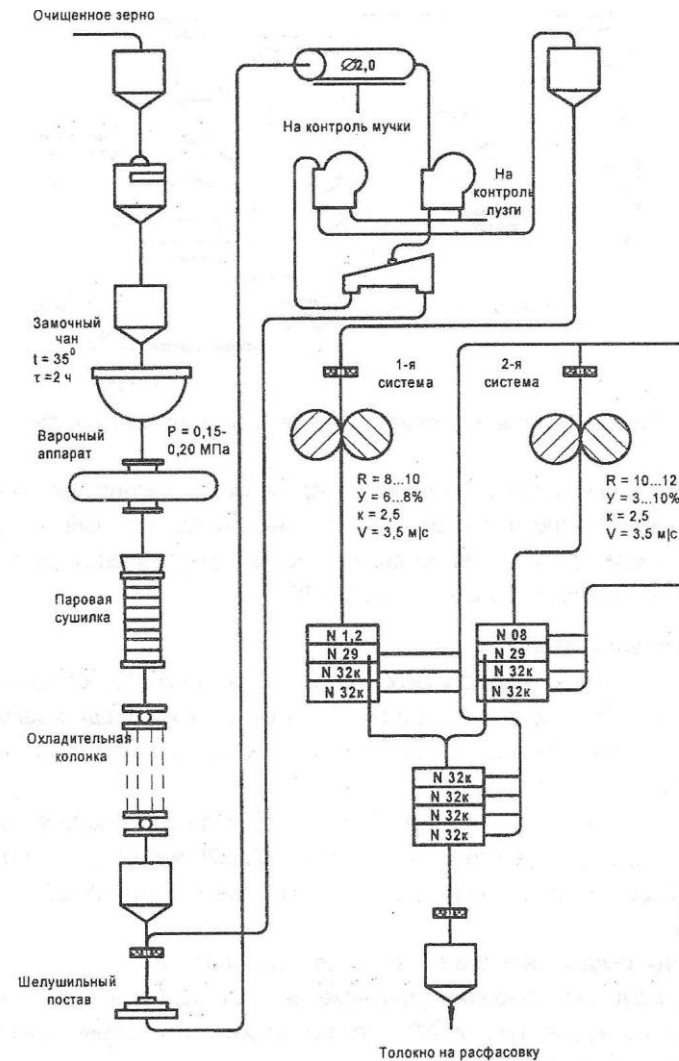 Очищенное зерно
∅2,0
На контроль мучки
На
контроль
лузги
Замочный
чан
t = 35⁰
τ =2 ч
Варочный
аппарат
P = 0,15-
0,20 МПа
1-я
система
2-я
система
R = 8...10
У = 6...8%
к = 2,5
V = 3,5 м|с
R = 10...12
У = 3...10%
к = 2,5
V = 3,5 м|с
Паровая
сушилка
N 1,2
N 29
N 32к
N 32к
N 08
N 29
N 32к
N 32к
Охладительная
колонка
N 32к
N 32к
N 32к
N 32к
Шелушильный
постав
Толокно на расфасовку